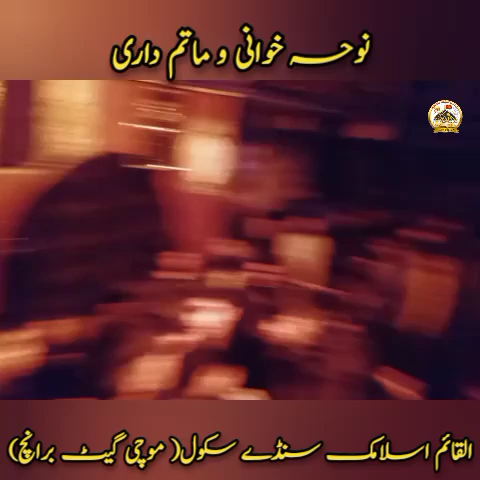 نوحہ خوانی و ماتم داری
القائم اسلامک سنڈے سکول( موچی گیٹ برانچ)